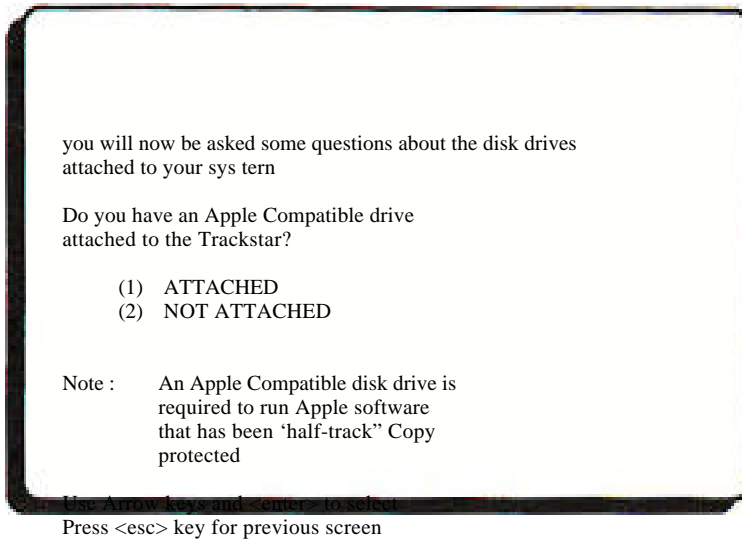 you will now be asked some questions about the disk drives
attached to your sys tern
Do you have an Apple Compatible drive
attached to the Trackstar?
(1) ATTACHED
(2) NOT ATTACHED
Note : An Apple Compatible disk drive is
required to run Apple software
that has been ‘half-track” Copy
protected
Use Arrow keys and <enter> to select
Press <esc> key for previous screen